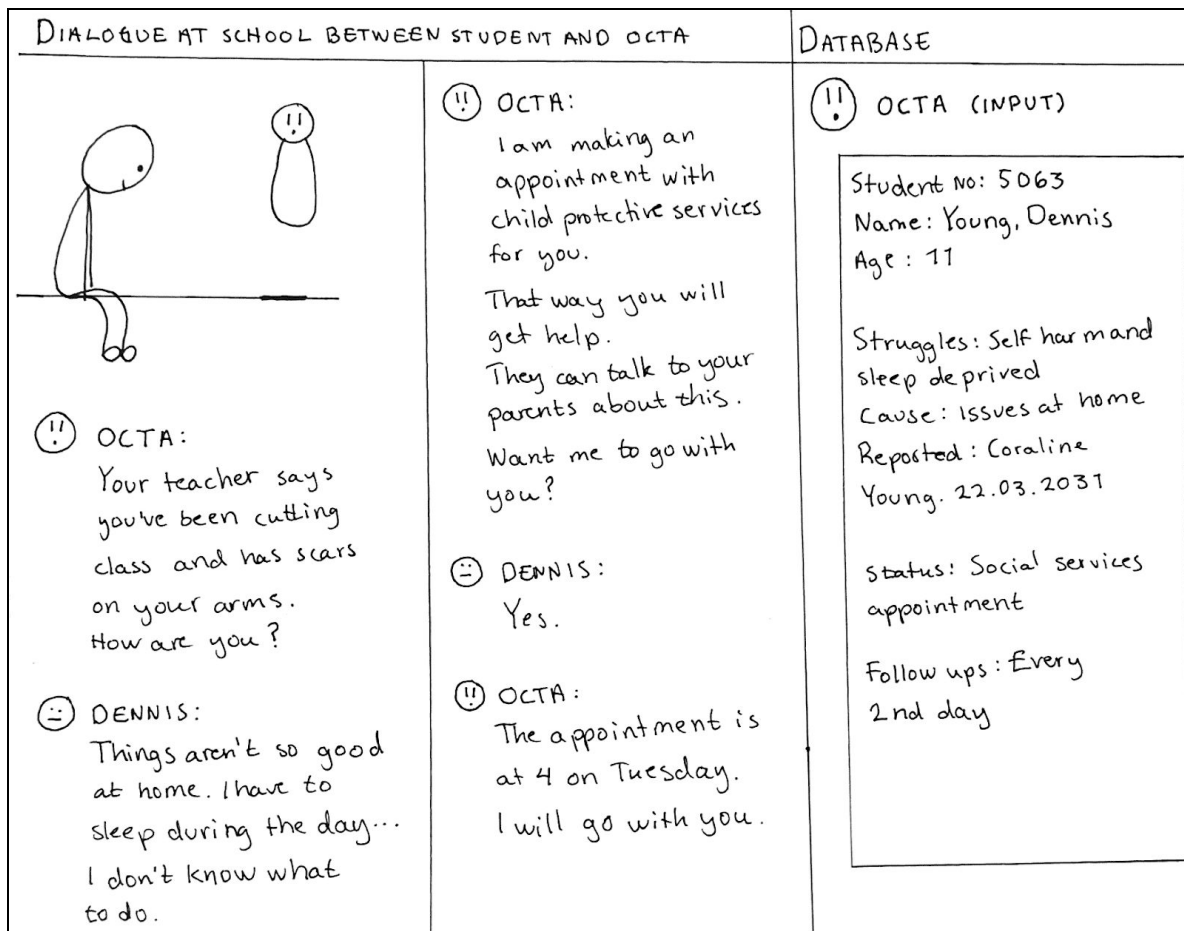 DIALOGUE AT SCHOOL BETWEEN STUDENT AND OCTA
OCTA:
Your teacher says
you've been cutting
class and has scars
on your arms.
How are you?
DENNIS:
Things aren't so good
at home. I have to
sleep during the day...
I don't know what
to do.
OCTA:
I am making an
appointment with
child protective services
for you.
That way you will
get help.
They can talk to your
parents about this.
Want me to go with
you?
DENNIS:
Yes.
OCTA:
The appointment is
at 4 on Tuesday.
I will go with you.
DATABASE
OCTA (INPUT)
Student No: 5063
Name: Young, Dennis
Age: 11
Struggles: Self harm and
sleep deprived
Cause: Issues at home
Reported: Coraline
Young. 22.03.2031
Status: Social services
appointment
Follow ups: Every
2nd day